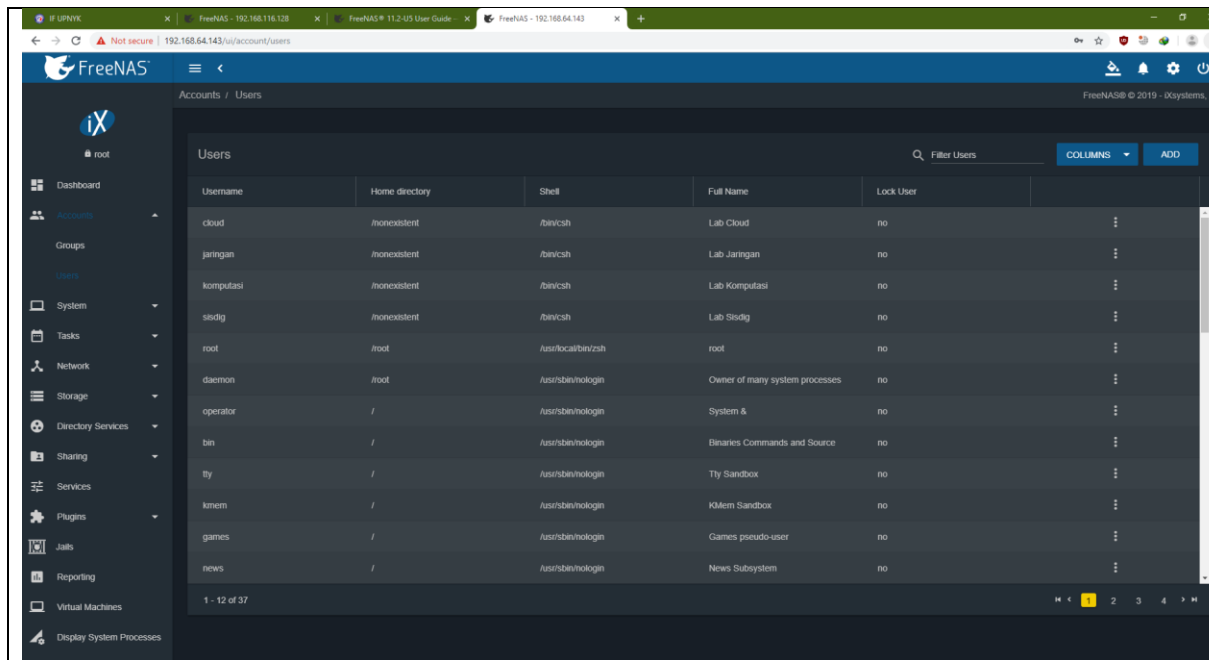 IF UPNYK
FreeNAS - 192.168.116.128
FreeNAS® 11.2-U5 User Guide
FreeNAS - 192.168.64.143
Not secure
192.168.64.143/ui/account/users
FreeNAS
Accounts / Users
FreeNAS® © 2019 - iXsystems,
iX
root
Users
Filter Users
COLUMNS
ADD
Dashboard
Accounts
Groups
Users
System
Tasks
Network
Storage
Directory Services
Sharing
Services
Plugins
Jails
Reporting
Virtual Machines
Display System Processes
Username Home directory Shell Full Name Lock User
cloud /nonexistent /bin/csh Lab Cloud no
jaringan /nonexistent /bin/csh Lab Jaringan no
komputasi /nonexistent /bin/csh Lab Komputasi no
sisdig /nonexistent /bin/csh Lab Sisdig no
root /root /usr/local/bin/zsh root no
daemon /root /usr/sbin/nologin Owner of many system processes no
operator / /usr/sbin/nologin System & no
bin / /usr/sbin/nologin Binaries Commands and Source no
tty / /usr/sbin/nologin Tty Sandbox no
kmem / /usr/sbin/nologin KMem Sandbox no
games / /usr/sbin/nologin Games pseudo-user no
news / /usr/sbin/nologin News Subsystem no
1 - 12 of 37
1 2 3 4